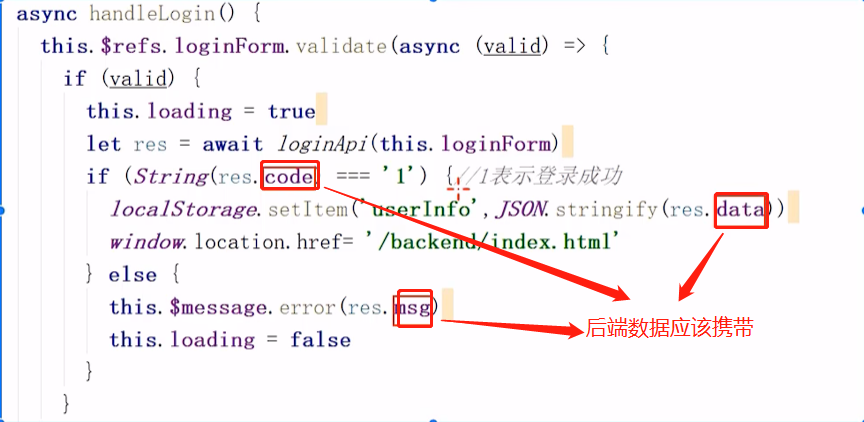 async handleLogin() {
this.$refs.loginForm.validate(async (valid) => {
if (valid) {
this.loading = true
let res = await loginApi(this.loginForm)
if (String(res.code) === '1') {//1表示登录成功
localStorage.setItem('userInfo',JSON.stringify(res.data))
window.location.href= '/backend/index.html'
} else {
this.$message.error(res.msg)
后端数据应该携带
this.loading = false
}
}